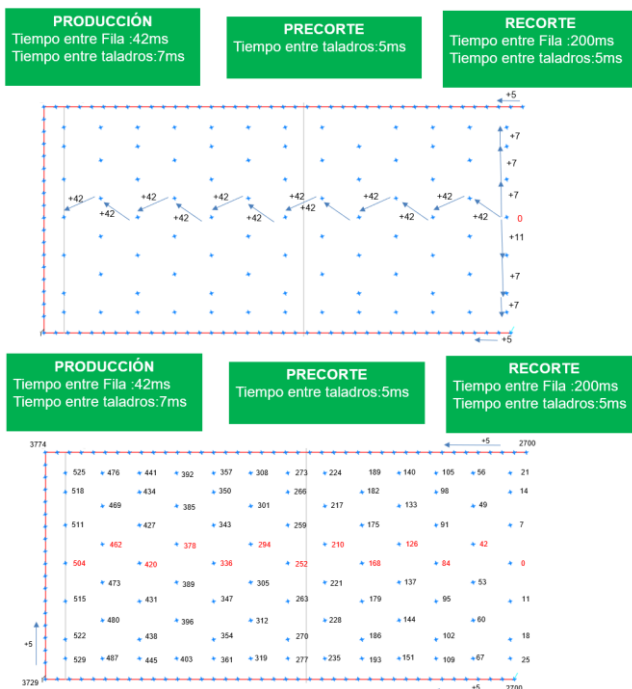 PRODUCCIÓN
Tiempo entre Fila :42ms
Tiempo entre taladros:7ms
PRECORTE
Tiempo entre taladros:5ms
RECORTE
Tiempo entre Fila :200ms
Tiempo entre taladros:5ms
+5
+7
+7
+42 +42 +42 +42 +42 +42 +7
+42 +42 +42 +42 +42 +42 0
+11
+7
+7
+5
PRODUCCIÓN
Tiempo entre Fila :42ms
Tiempo entre taladros:7ms
PRECORTE
Tiempo entre taladros:5ms
RECORTE
Tiempo entre Fila :200ms
Tiempo entre taladros:5ms
3774 +5 2700
525 476 441 392 357 308 273 224 189 140 105 56 21
518 434 350 266 182 98 14
469 385 301 217 133 49
511 427 343 259 175 91 7
462 378 294 210 126 42
504 420 336 252 168 84 0
473 389 305 221 137 53
515 431 347 263 179 95 11
480 396 312 228 144 60
522 438 354 270 186 102 18
+5
529 487 445 403 361 319 277 235 193 151 109 67 25
3729 +5 2700